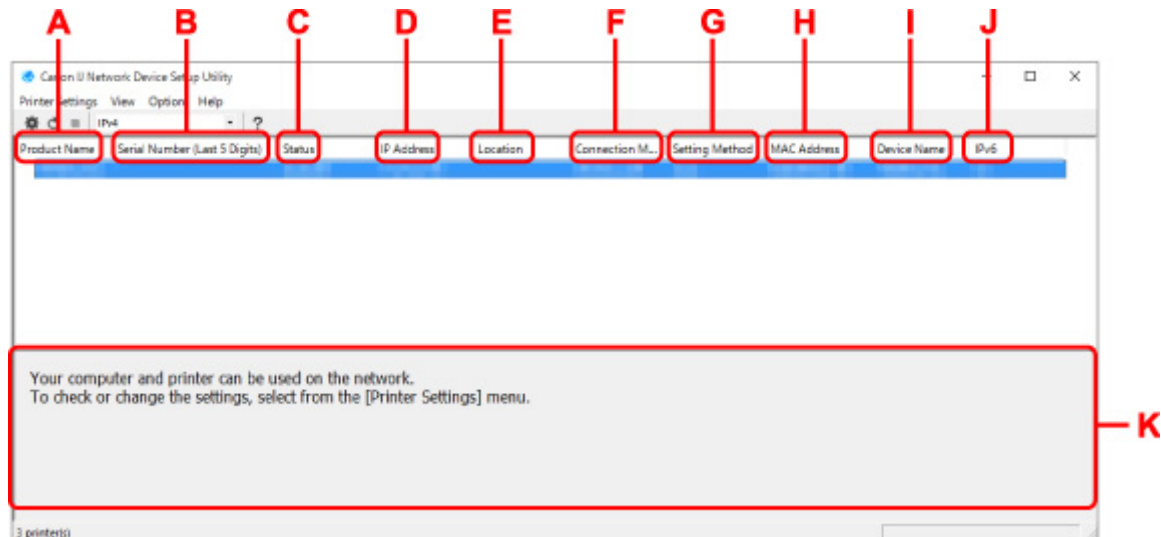 A B C D E F G H I J
Canon IJ Network Device Setup Utility
Printer Settings View Option Help
IPv4 ?
Product Name Serial Number (Last 5 Digits) Status IP Address Location Connection M... Setting Method MAC Address Device Name IPv6
Your computer and printer can be used on the network.
To check or change the settings, select from the [Printer Settings] menu.
K
3 printer(s)